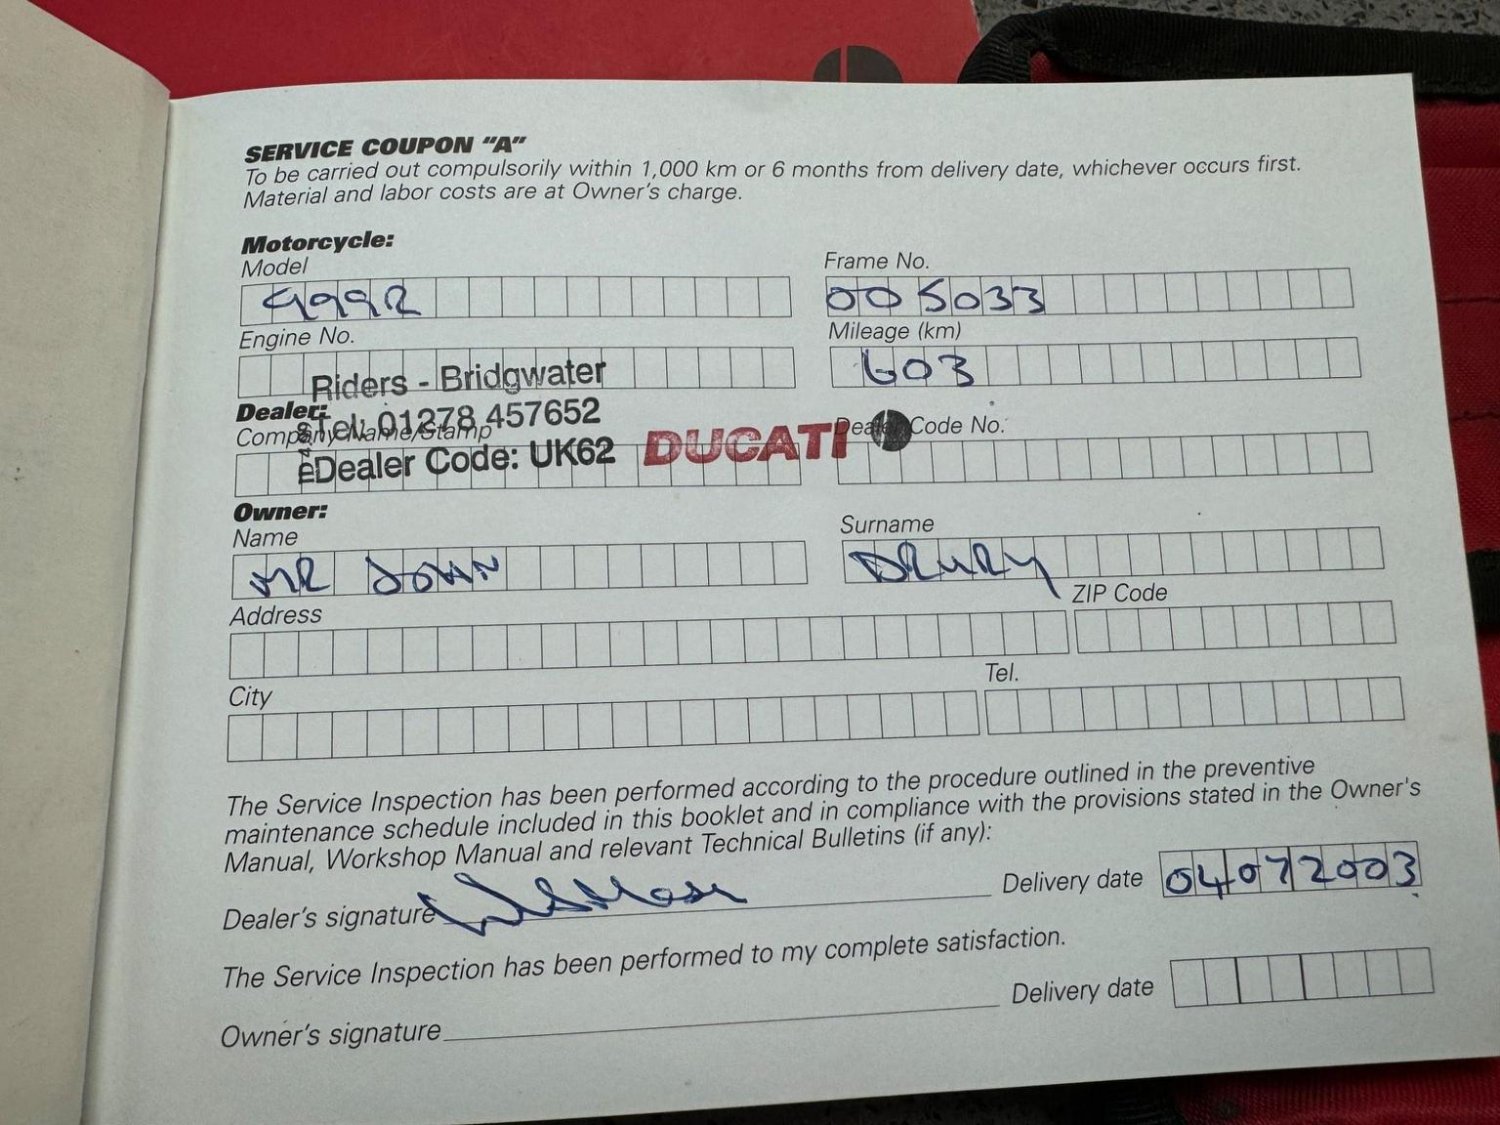 SERVICE COUPON "A"
To be carried out compulsorily within 1,000 km or 6 months from delivery date, whichever occurs first.
Material and labor costs are at Owner's charge.
Motorcycle:
Model
Frame No.
999R
005033
Engine No.
Mileage (km)
603
Riders - Bridgwater
Dealer:
Tel: 01278 457652
Company Name/Stamp
Dealer Code No.
Dealer Code: UK62
DUCATI
Owner:
Name
Surname
MR JOHN
DRURY
Address
ZIP Code
City
Tel.
The Service Inspection has been performed according to the procedure outlined in the preventive
maintenance schedule included in this booklet and in compliance with the provisions stated in the Owner's
Manual, Workshop Manual and relevant Technical Bulletins (if any):
Dealer's signature
Delivery date 04072003
The Service Inspection has been performed to my complete satisfaction.
Owner's signature
Delivery date